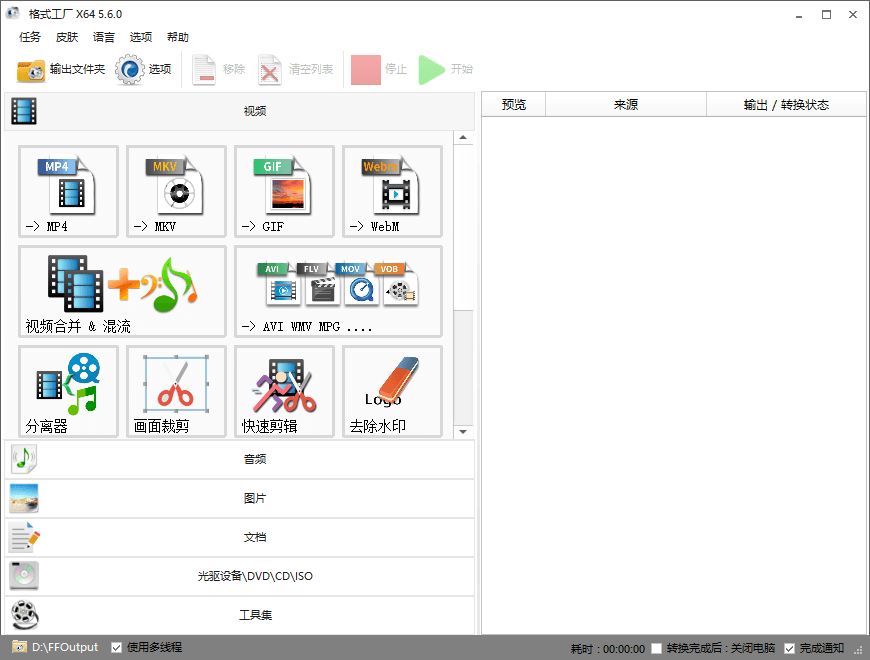 格式工厂 X64 5.6.0
任务 皮肤 语言 选项 帮助
输出文件夹 选项 移除 清空列表 停止 开始
视频
预览 来源 输出 / 转换状态
MP4 MKV GIF Webm
-> MP4 -> MKV -> GIF -> WebM
AVI FLV MOV VOB
视频合并 & 混流 -> AVI WMV MPG ....
Logo
分离器 画面裁剪 快速剪辑 去除水印
音频
图片
文档
光驱设备\DVD\CD\ISO
工具集
D:\FFOutput 使用多线程 耗时 : 00:00:00 转换完成后 : 关闭电脑 完成通知